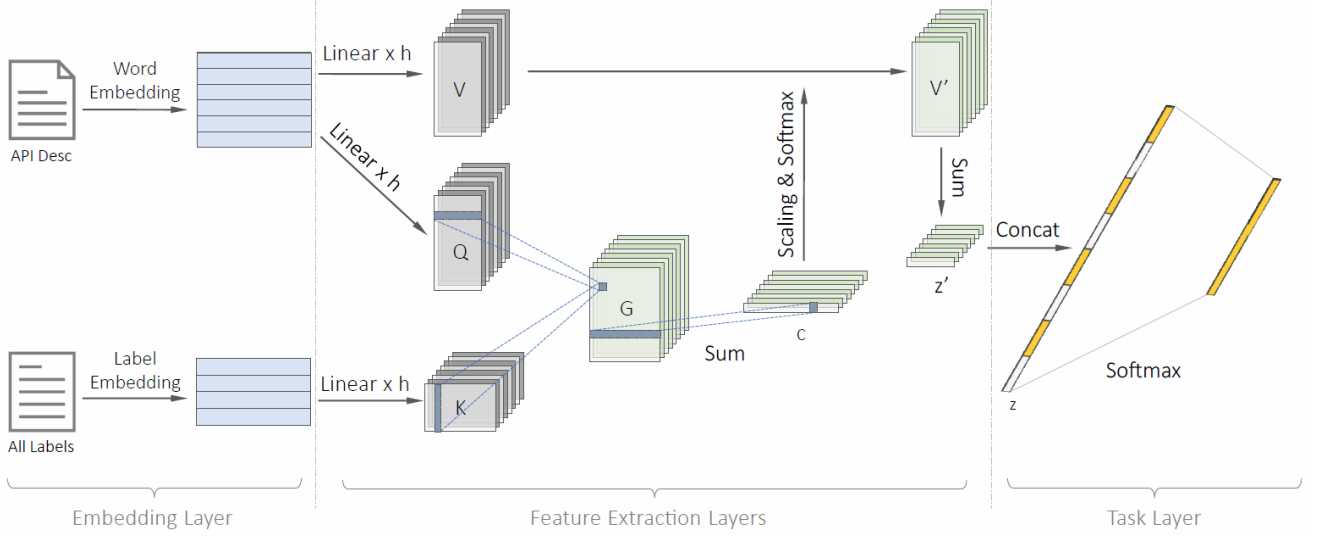 Word
Embedding
API Desc
Linear x h
V
V’
Linear x h
Q
Scaling & Softmax
Sum
Concat
z’
G
C
Sum
Label
Embedding
All Labels
Linear x h
K
Softmax
z
Embedding Layer
Feature Extraction Layers
Task Layer